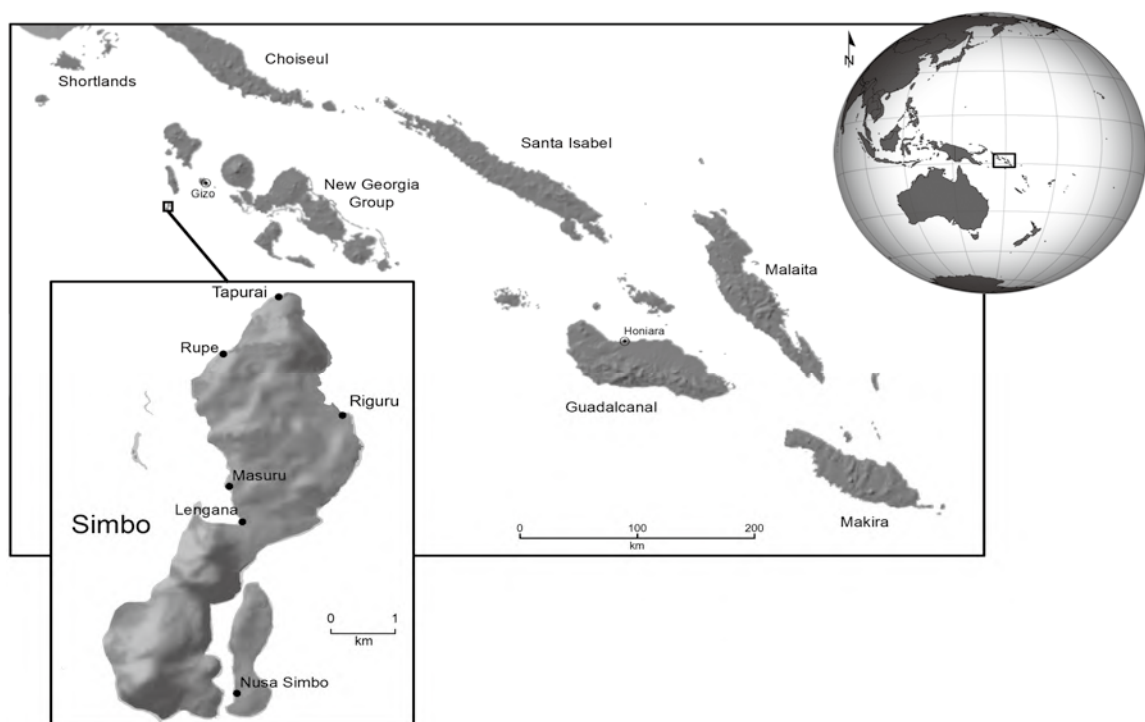 Choiseul
Shortlands
N
Santa Isabel
Gizo
New Georgia
Group
Malaita
Honiara
Guadalcanal
Makira
0 100 200
km
Tapurai
Rupe
Riguru
Masuru
Lengana
Simbo
0 1
km
Nusa Simbo